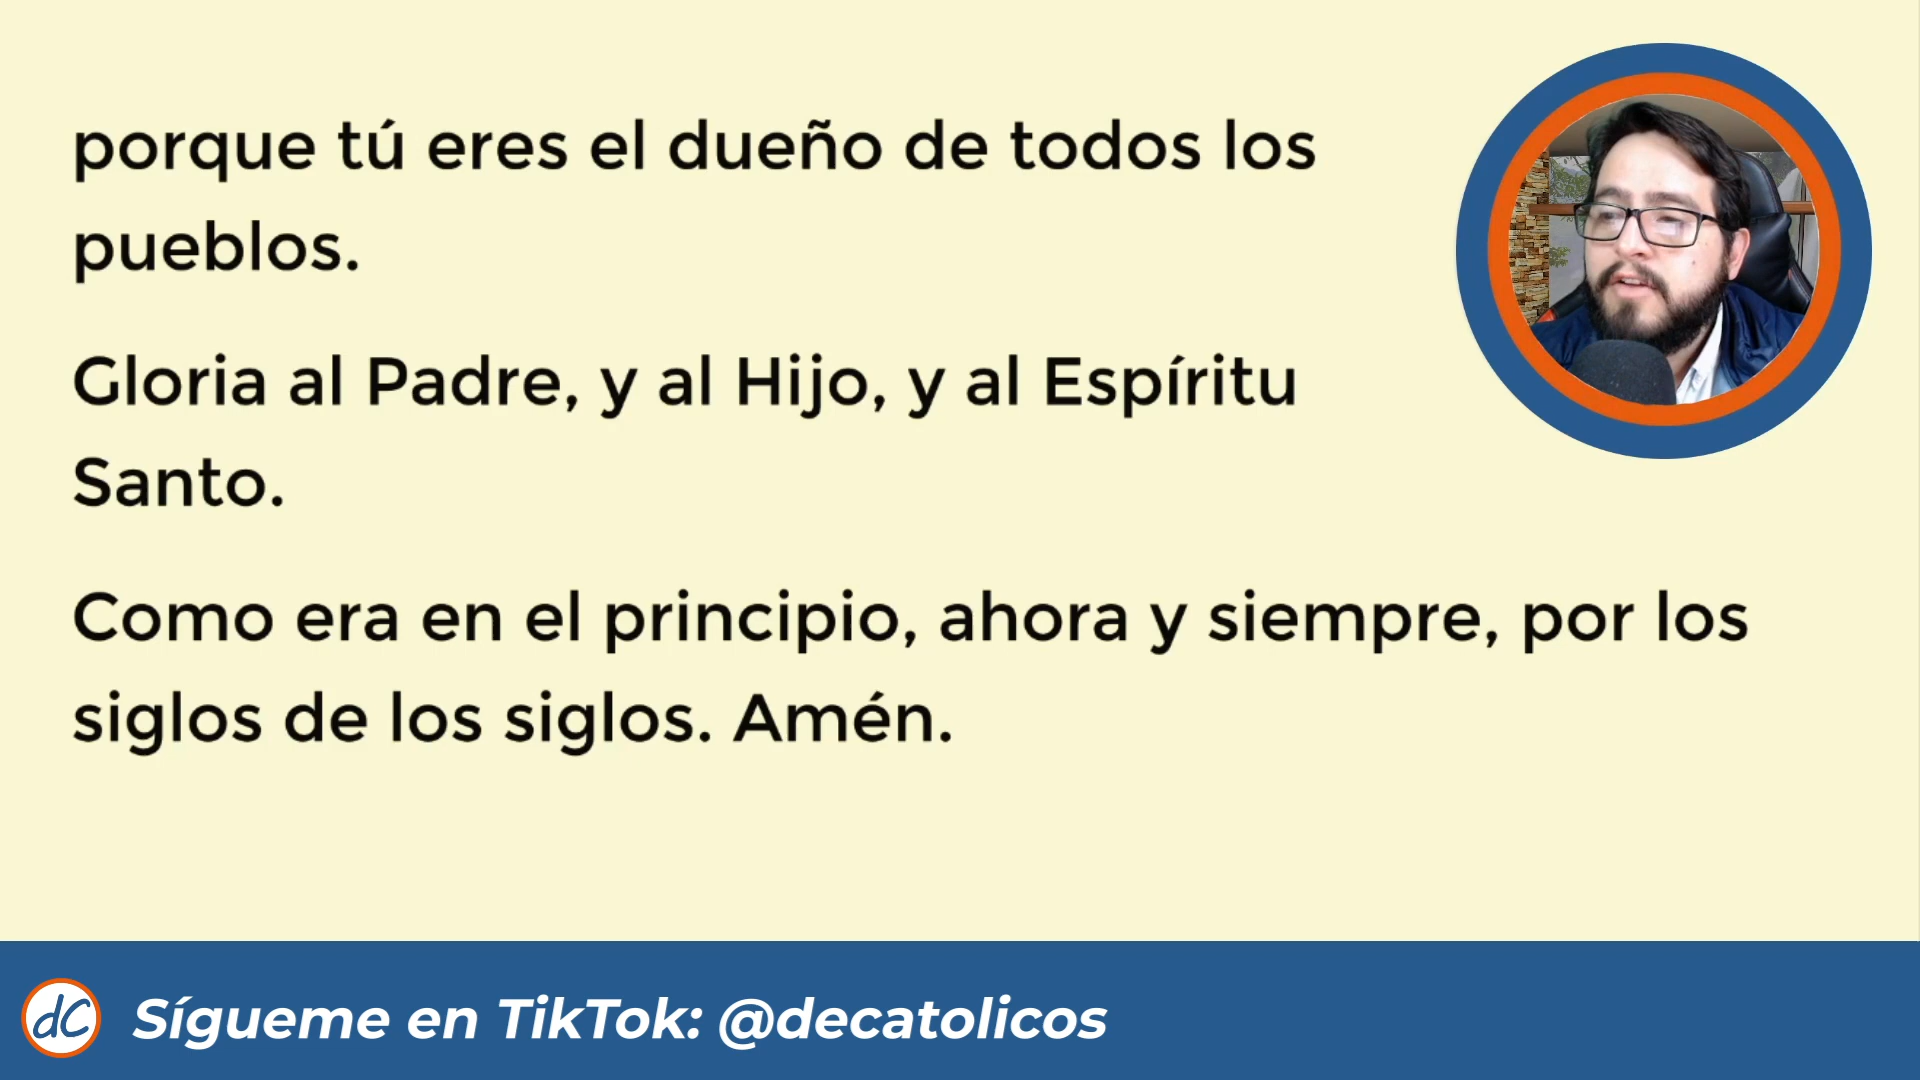 porque tú eres el dueño de todos los
pueblos.
Gloria al Padre, y al Hijo, y al Espíritu
Santo.
Como era en el principio, ahora y siempre, por los
siglos de los siglos. Amén.
dC Sígueme en TikTok: @decatolicos